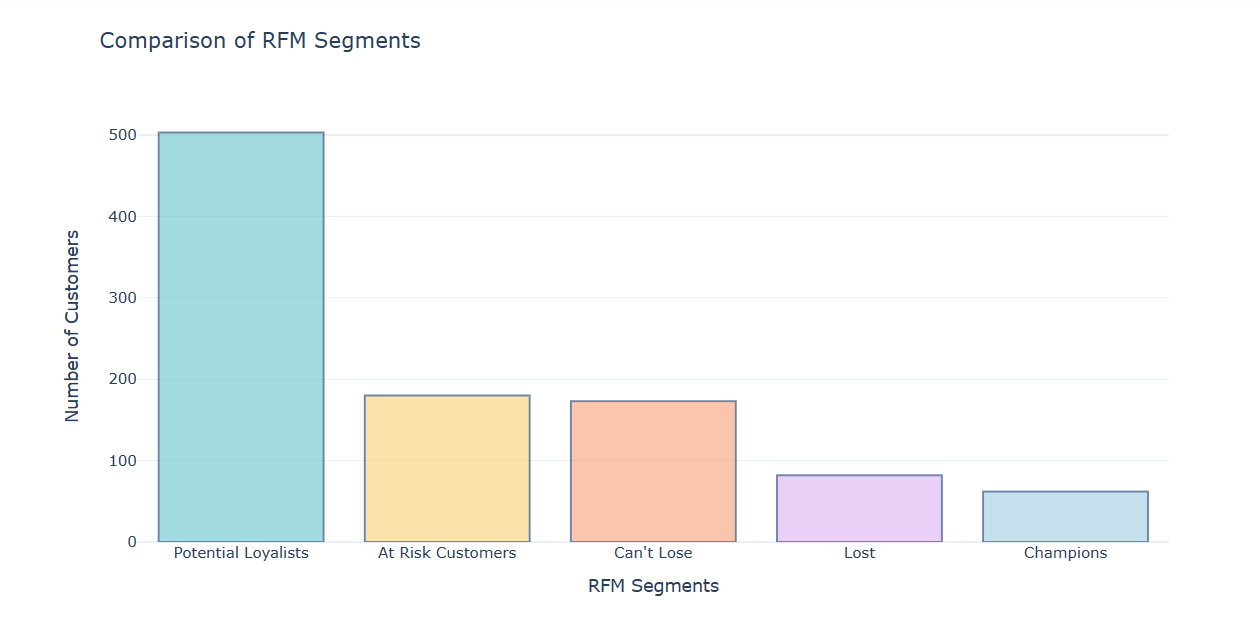 Comparison of RFM Segments
500
400
300
200
100
0
Number of Customers
Potential Loyalists
At Risk Customers
Can't Lose
Lost
Champions
RFM Segments